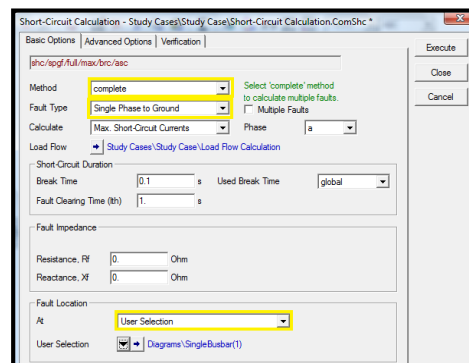 Short-Circuit Calculation - Study Cases\Study Case\Short-Circuit Calculation.ComShc *
Basic Options Advanced Options Verification
Execute
shc/spgf/full/max/brc/asc
Close
Method complete Select 'complete' method
to calculate multiple faults.
Cancel
Fault Type Single Phase to Ground Multiple Faults
Calculate Max. Short-Circuit Currents Phase a
Load Flow Study Cases\Study Case\Load Flow Calculation
Short-Circuit Duration
Break Time 0.1 s Used Break Time global
Fault Clearing Time (Ith) 1. s
Fault Impedance
Resistance, Rf 0. Ohm
Reactance, Xf 0. Ohm
Fault Location
At User Selection
User Selection Diagrams\SingleBusbar(1)